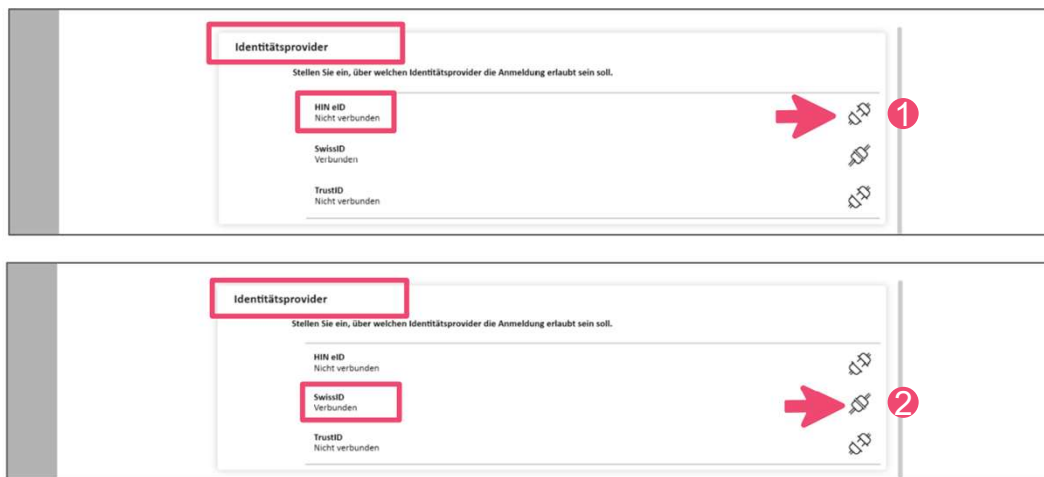 Identitätsprovider
Stellen Sie ein, über welchen Identitätsprovider die Anmeldung erlaubt sein soll.
HIN eID
Nicht verbunden
1
SwissID
Verbunden
TrustID
Nicht verbunden
Identitätsprovider
Stellen Sie ein, über welchen Identitätsprovider die Anmeldung erlaubt sein soll.
HIN eID
Nicht verbunden
SwissID
Verbunden
2
TrustID
Nicht verbunden